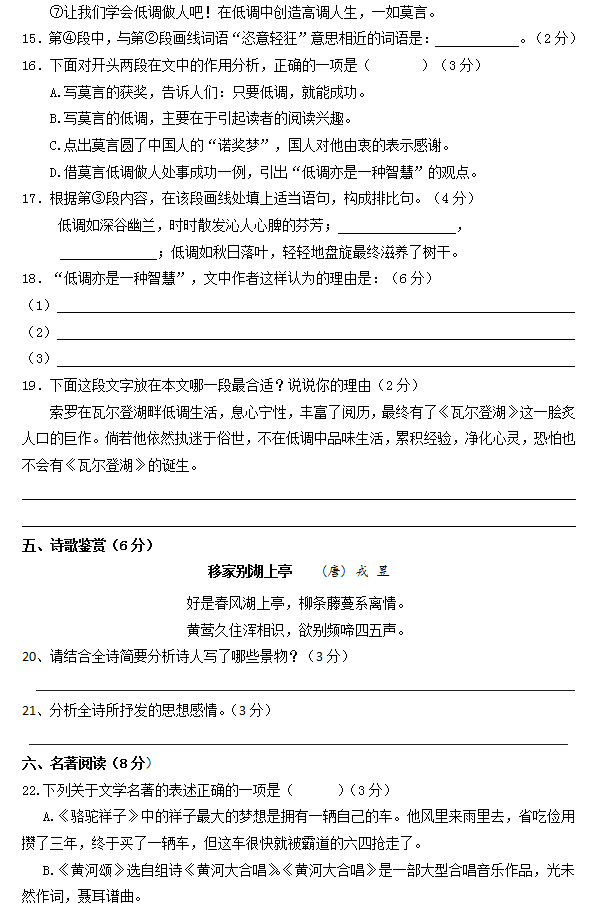 ⑦让我们学会低调做人吧！在低调中创造高调人生，一如莫言。
15．第④段中，与第②段画线词语“恣意轻狂”意思相近的词语是：____________。（2分）
16．下面对开头两段在文中的作用分析，正确的一项是（　　）（3分）
A.写莫言的获奖，告诉人们：只要低调，就能成功。
B.写莫言的低调，主要在于引起读者的阅读兴趣。
C.点出莫言圆了中国人的“诺奖梦”，国人对他由衷的表示感谢。
D.借莫言低调做人处事成功一例，引出“低调亦是一种智慧”的观点。
17．根据第③段内容，在该段画线处填上适当语句，构成排比句。（4分）
低调如深谷幽兰，时时散发沁人心脾的芬芳；________________，
______________；低调如秋日落叶，轻轻地盘旋最终滋养了树干。
18．“低调亦是一种智慧”，文中作者这样认为的理由是：（6分）
（1）________________
（2）________________
（3）________________
19．下面这段文字放在本文哪一段最合适？说说你的理由（2分）
索罗在瓦尔登湖畔低调生活，息心宁性，丰富了阅历，最终有了《瓦尔登湖》这一脍炙
人口的巨作。倘若他依然执迷于俗世，不在低调中品味生活，累积经验，净化心灵，恐怕也
不会有《瓦尔登湖》的诞生。
五、诗歌鉴赏（6分）
移家别湖上亭　（唐）戎 昱
好是春风湖上亭，柳条藤蔓系离情。
黄莺久住浑相识，欲别频啼四五声。
20、请结合全诗简要分析诗人写了哪些景物？（3分）
21、分析全诗所抒发的思想感情。（3分）
六、名著阅读（8分）
22.下列关于文学名著的表述正确的一项是（　　）（3分）
A.《骆驼祥子》中的祥子最大的梦想是拥有一辆自己的车。他风里来雨里去，省吃俭用
攒了三年，终于买了一辆车，但这车很快就被霸道的六四抢走了。
B.《黄河颂》选自组诗《黄河大合唱》。《黄河大合唱》是一部大型合唱音乐作品，光未
然作词，聂耳谱曲。